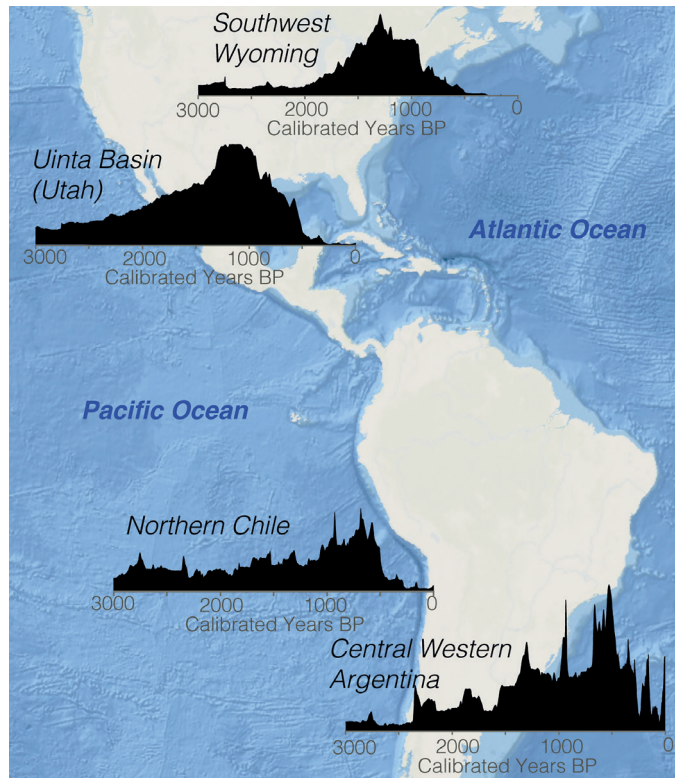 Southwest
Wyoming
3000 2000 1000 0
Calibrated Years BP
Uinta Basin
(Utah)
3000 2000 1000 0
Calibrated Years BP
Atlantic Ocean
Pacific Ocean
Northern Chile
3000 2000 1000 0
Calibrated Years BP
Central Western
Argentina
3000 2000 1000 0
Calibrated Years BP